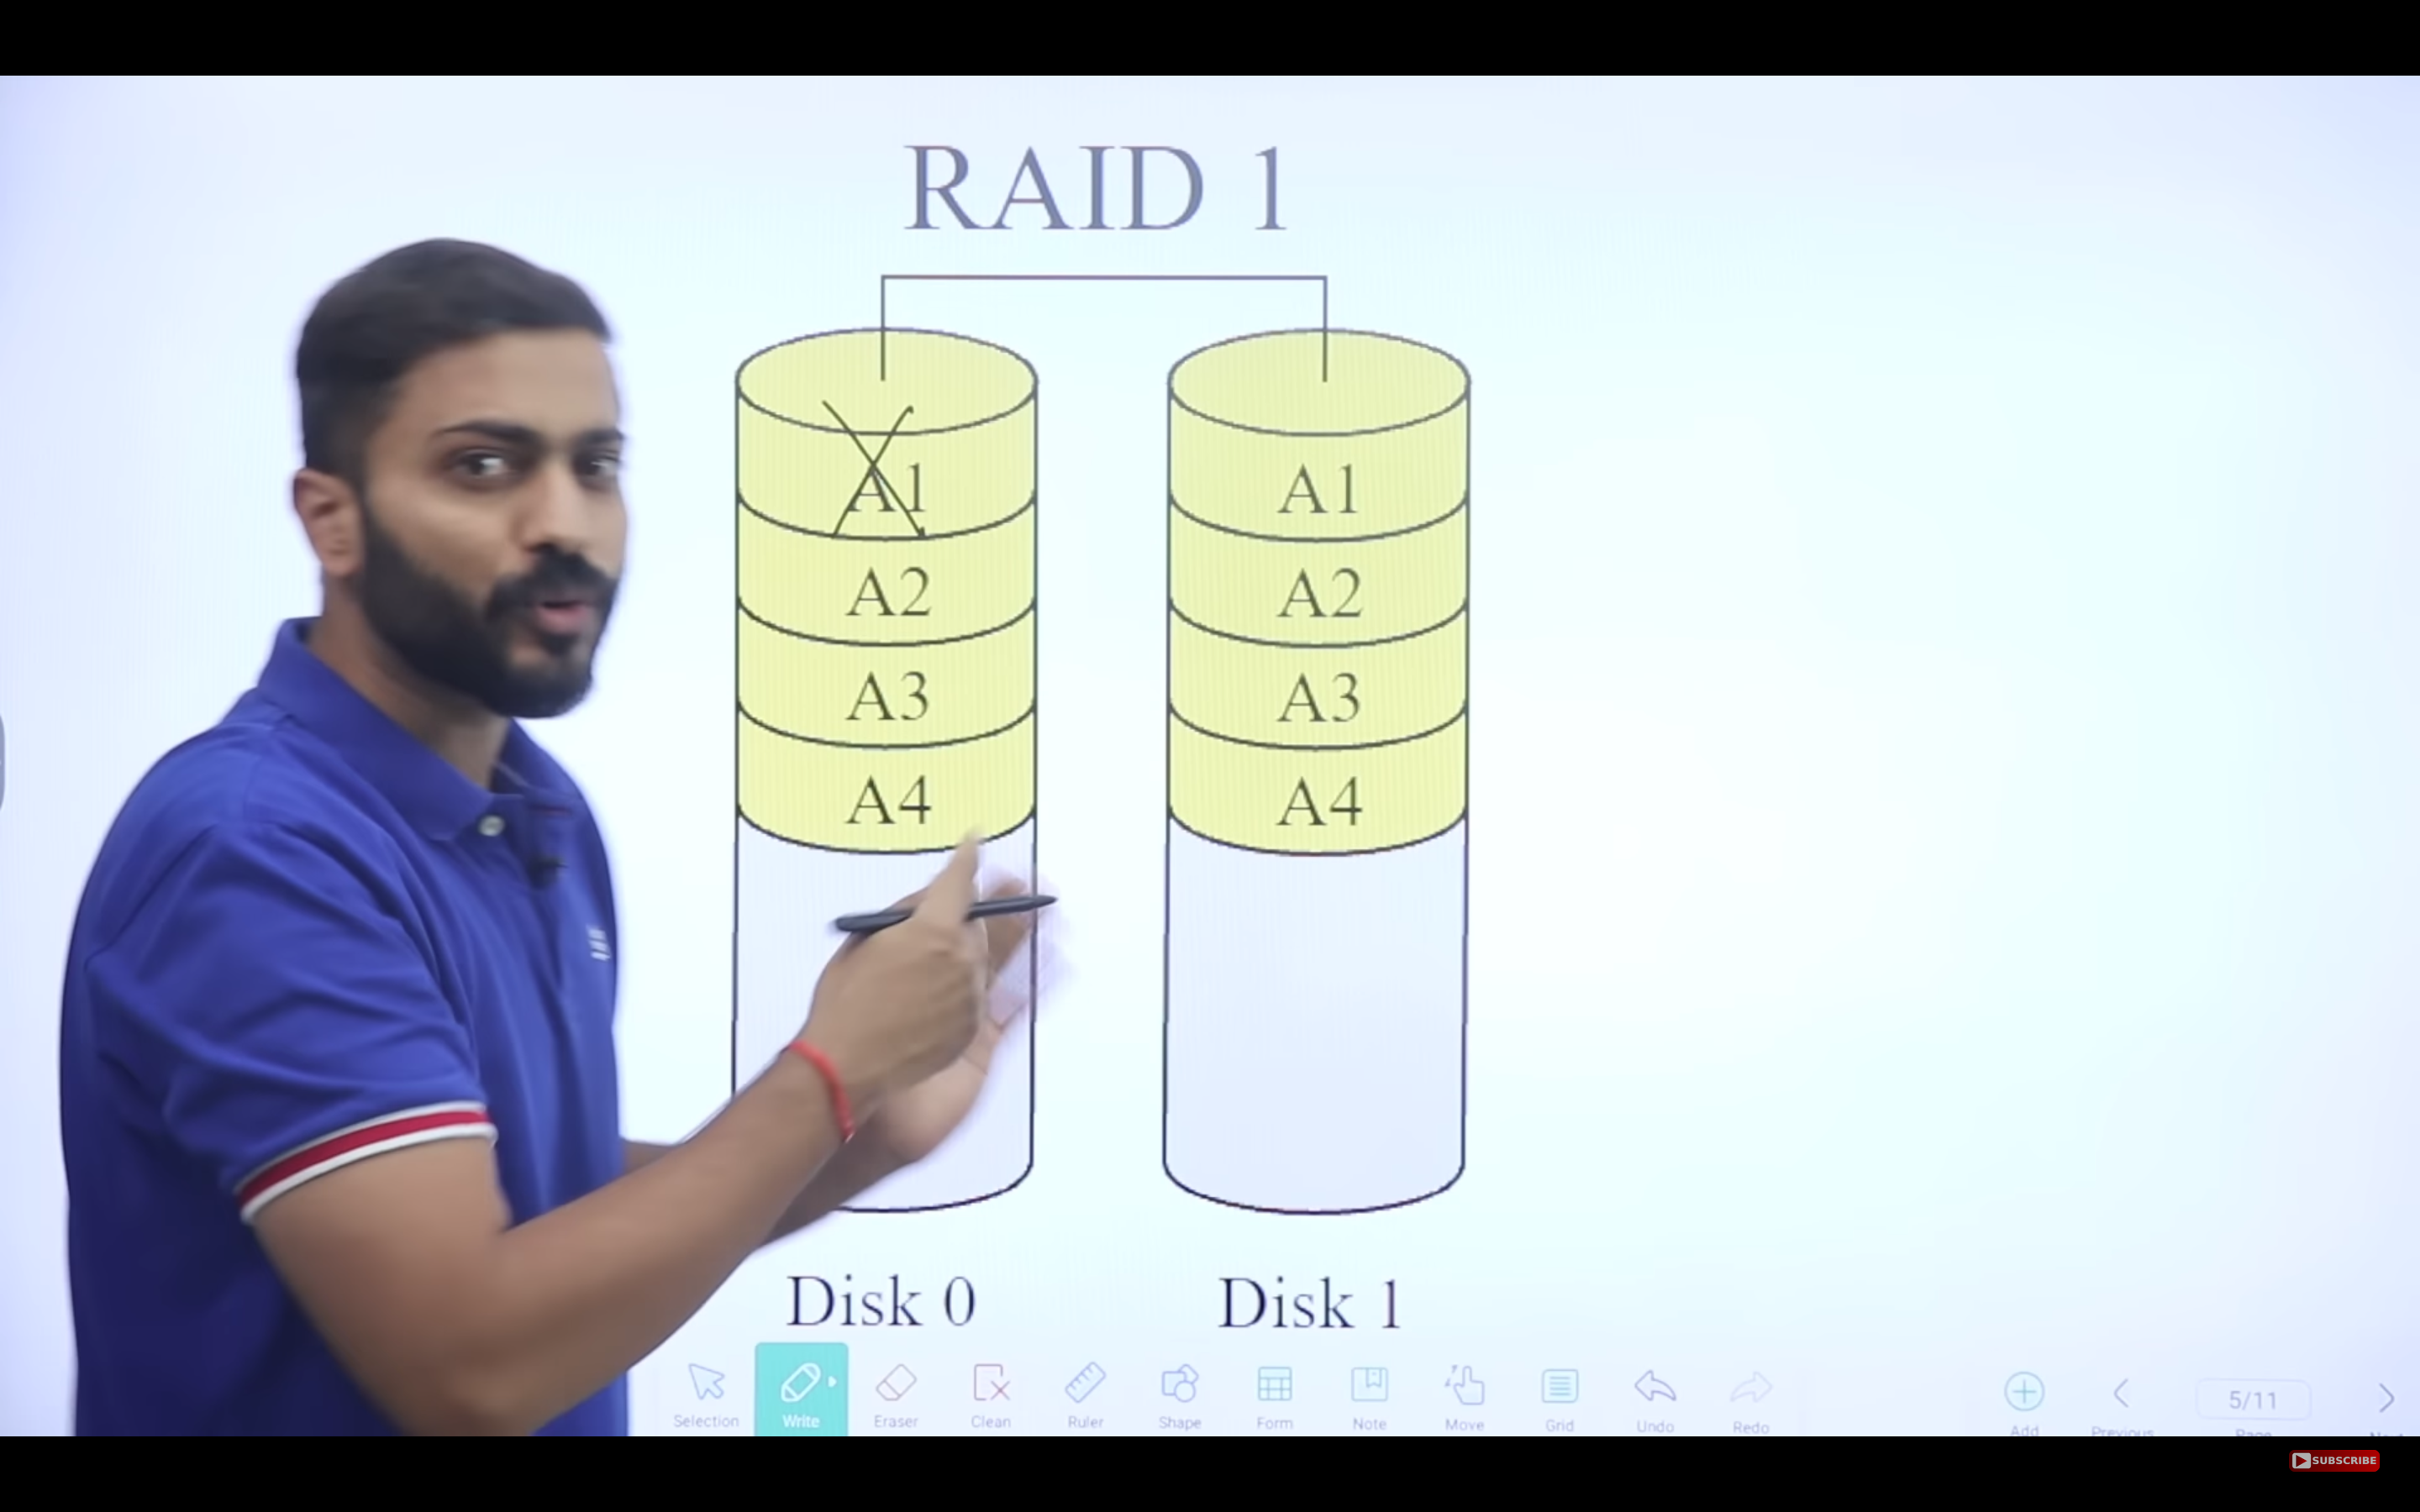 RAID 1
A1
A2
A3
A4
A1
A2
A3
A4
Disk 0
Disk 1
Selection
Write
Eraser
Clean
Ruler
Shape
Form
Note
Move
Grid
Undo
Redo
Add
Previous
5/11
Page
SUBSCRIBE